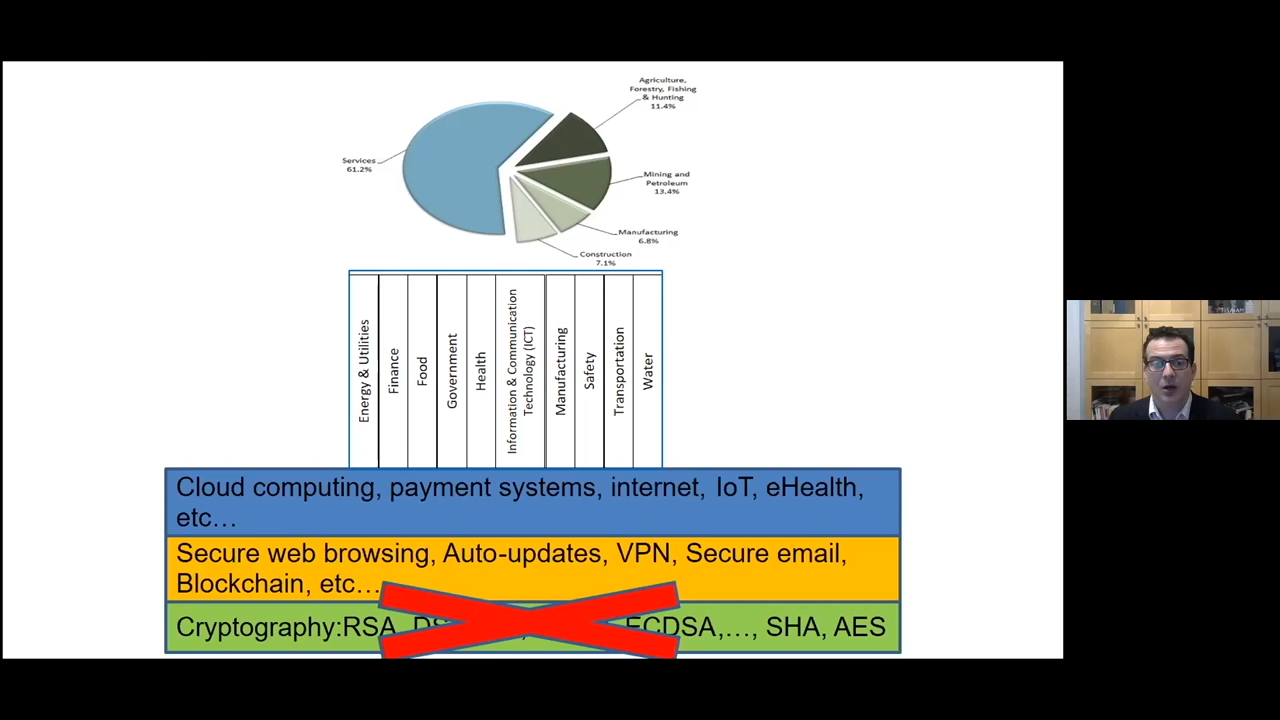 Agriculture,
Forestry, Fishing
& Hunting
11.4%
Services
61.2%
Mining and
Petroleum
13.4%
Manufacturing
6.8%
Construction
7.1%
Energy & Utilities
Finance
Food
Government
Health
Information & Communication
Technology (ICT)
Manufacturing
Safety
Transportation
Water
Cloud computing, payment systems, internet, IoT, eHealth,
etc…
Secure web browsing, Auto-updates, VPN, Secure email,
Blockchain, etc…
Cryptography:RSA, ECDSA,…, SHA, AES